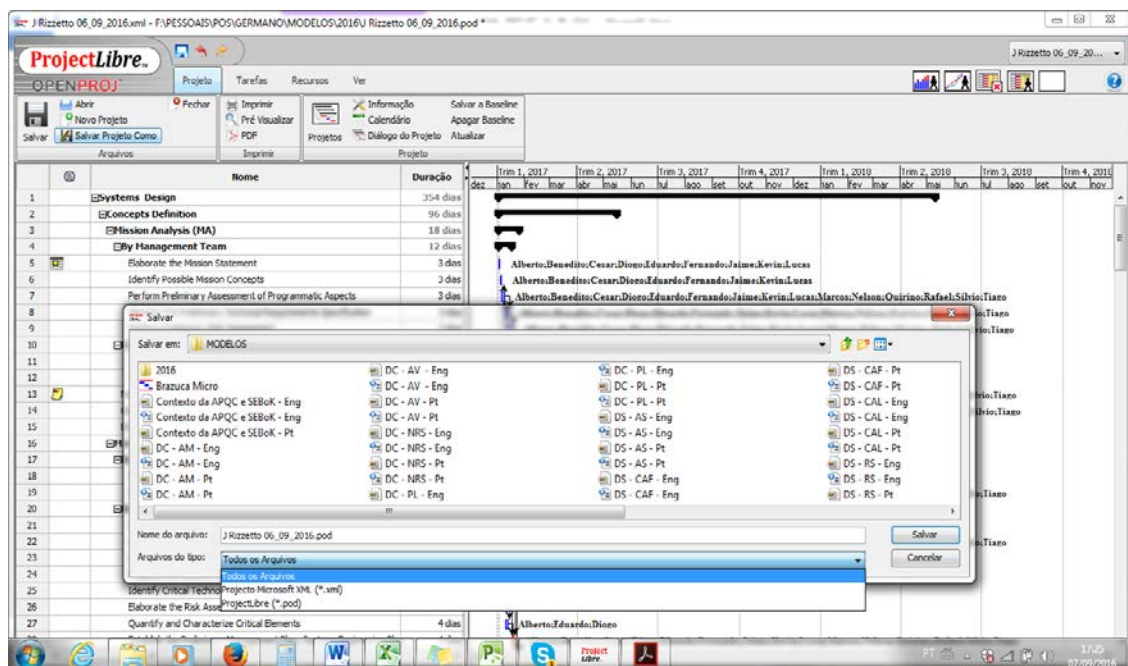 J Rizzetto 06_09_2016.xml - F:\PESSOAIS\POS\GERMANO\MODELOS\2016\J Rizzetto 06_09_2016.pod *
ProjectLibre
OPENPROJ
J Rizzetto 06_09_20...
Projeto Tarefas Recursos Ver
Salvar
Abrir
Novo Projeto
Salvar Projeto Como
Fechar
Arquivos
Imprimir
Pré Visualizar
PDF
Imprimir
Projetos
Informação
Calendário
Diálogo do Projeto
Salvar a Baseline
Apagar Baseline
Atualizar
Projeto
Nome Duração
Trim 1, 2017 Trim 2, 2017 Trim 3, 2017 Trim 4, 2017 Trim 1, 2018 Trim 2, 2018 Trim 3, 2018 Trim 4, 2018
dez jan fev mar abr mai jun jul ago set out nov dez jan fev mar abr mai jun jul ago set out nov
1 Systems Design 354 dias
2 Concepts Definition 96 dias
3 Mission Analysis (MA) 18 dias
4 By Management Team 12 dias
5 Elaborate the Mission Statement 3 dias Alberto;Benedito;Cesar;Diogo;Eduardo;Fernando;Jaime;Kevin;Lucas
6 Identify Possible Mission Concepts 3 dias Alberto;Benedito;Cesar;Diogo;Eduardo;Fernando;Jaime;Kevin;Lucas
7 Perform Preliminary Assessment of Programmatic Aspects 3 dias Alberto;Benedito;Cesar;Diogo;Eduardo;Fernando;Jaime;Kevin;Lucas;Marcos;Nelson;Quirino;Rafael;Silvio;Tiago
8
9
10
11
12
13
14
15
16
17
18
19
20
21
22
23
24
Salvar
Salvar em: MODELOS
2016
Brazuca Micro
Contexto da APQC e SEBoK - Eng
Contexto da APQC e SEBoK - Eng
Contexto da APQC e SEBoK - Pt
DC - AM - Eng
DC - AM - Eng
DC - AM - Pt
DC - AM - Pt
DC - AV - Eng
DC - AV - Eng
DC - AV - Pt
DC - AV - Pt
DC - NRS - Eng
DC - NRS - Eng
DC - NRS - Pt
DC - NRS - Pt
DC - PL - Eng
DC - PL - Eng
DC - PL - Pt
DC - PL - Pt
DS - AS - Eng
DS - AS - Eng
DS - AS - Pt
DS - AS - Pt
DS - CAF - Eng
DS - CAF - Eng
DS - CAF - Pt
DS - CAF - Pt
DS - CAL - Eng
DS - CAL - Eng
DS - CAL - Pt
DS - CAL - Pt
DS - RS - Eng
DS - RS - Eng
DS - RS - Pt
Nome do arquivo: J Rizzetto 06_09_2016.pod
Salvar
Arquivos do tipo: Todos os Arquivos
Cancelar
Todos os Arquivos
Projecto Microsoft XML (*.xml)
ProjectLibre (*.pod)
25 Identify Critical Techno
26 Elaborate the Risk Asse
27 Quantify and Characterize Critical Elements 4 dias Alberto;Eduardo;Diogo
Project Libre
PT
17:25
07/09/2016